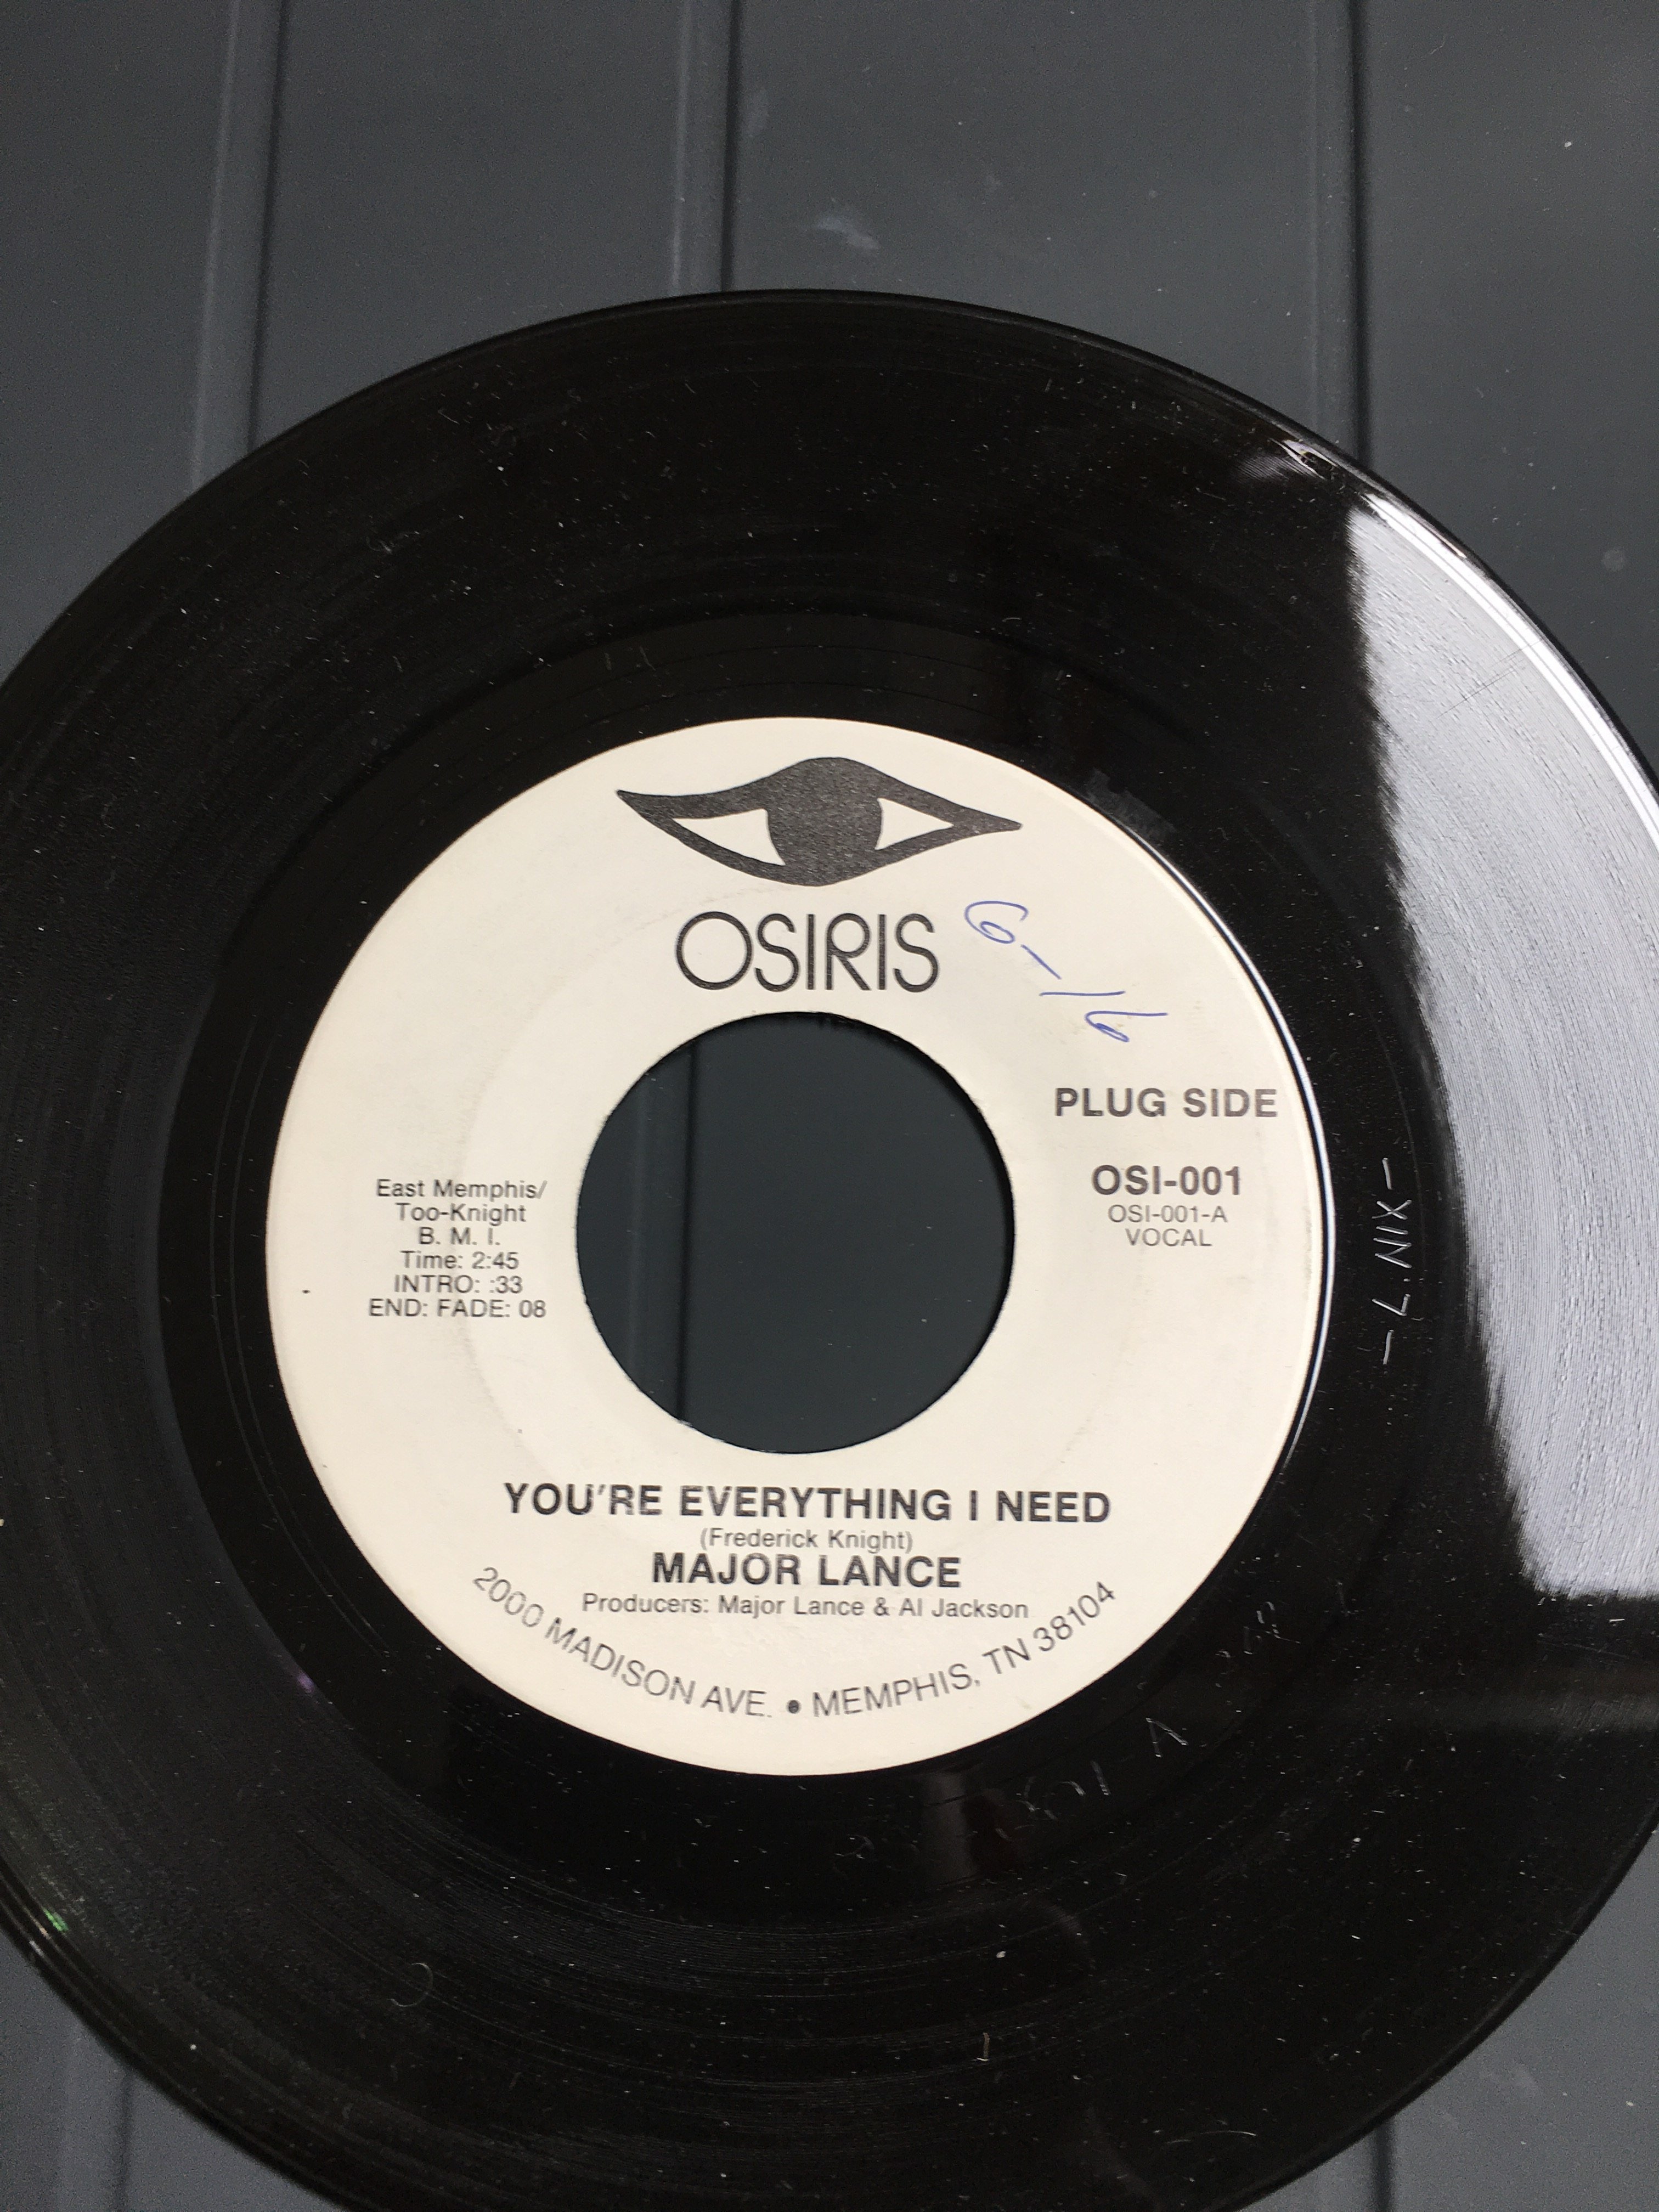 OSIRIS
6-16
PLUG SIDE
OSI-001
OSI-001-A
VOCAL
East Memphis/
Too-Knight
B. M. I.
Time: 2:45
INTRO: :33
END: FADE: 08
YOU'RE EVERYTHING I NEED
(Frederick Knight)
MAJOR LANCE
Producers: Major Lance & Al Jackson
2000 MADISON AVE. • MEMPHIS, TN 38104
-L.NIX-